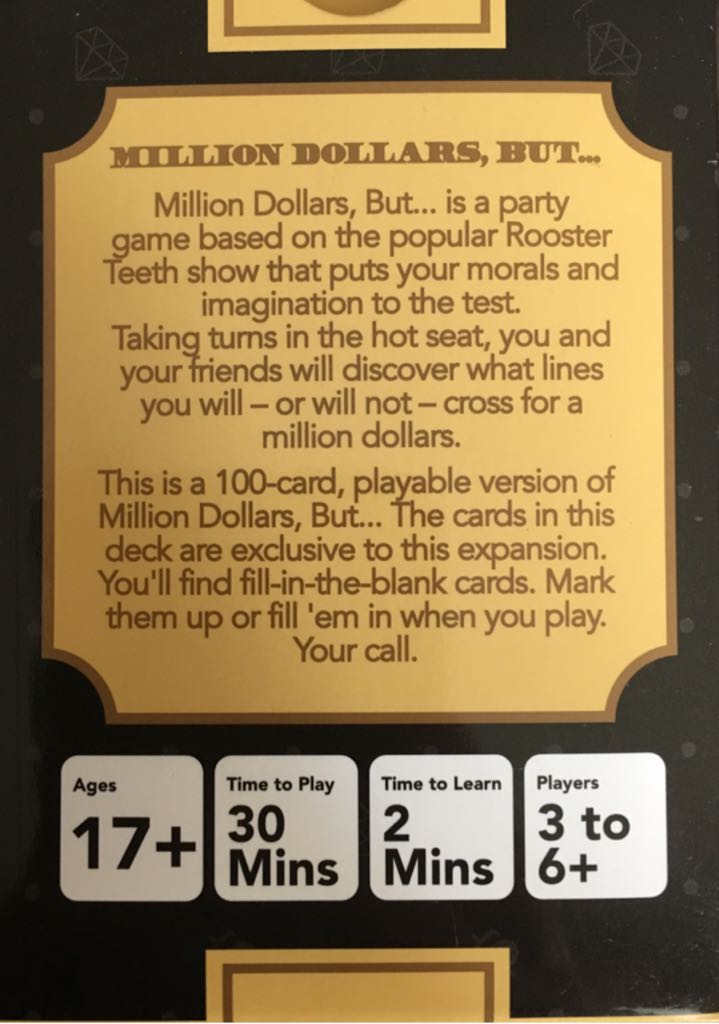 MILLION DOLLARS, BUT...
Million Dollars, But... is a party
game based on the popular Rooster
Teeth show that puts your morals and
imagination to the test.
Taking turns in the hot seat, you and
your friends will discover what lines
you will – or will not – cross for a
million dollars.
This is a 100-card, playable version of
Million Dollars, But... The cards in this
deck are exclusive to this expansion.
You'll find fill-in-the-blank cards. Mark
them up or fill 'em in when you play.
Your call.
Ages
17+
Time to Play
30
Mins
Time to Learn
2
Mins
Players
3 to
6+